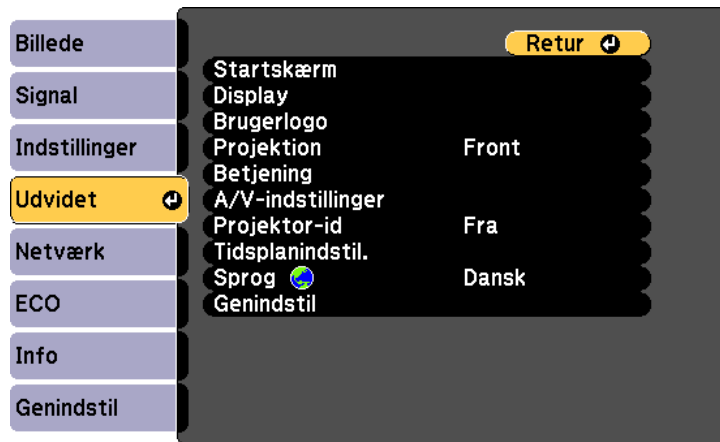 Billede
Signal
Indstillinger
Udvidet
Netværk
ECO
Info
Genindstil
Retur
Startskærm
Display
Brugerlogo
Projektion Front
Betjening
A/V-indstillinger
Projektor-id Fra
Tidsplanindstil.
Sprog Dansk
Genindstil